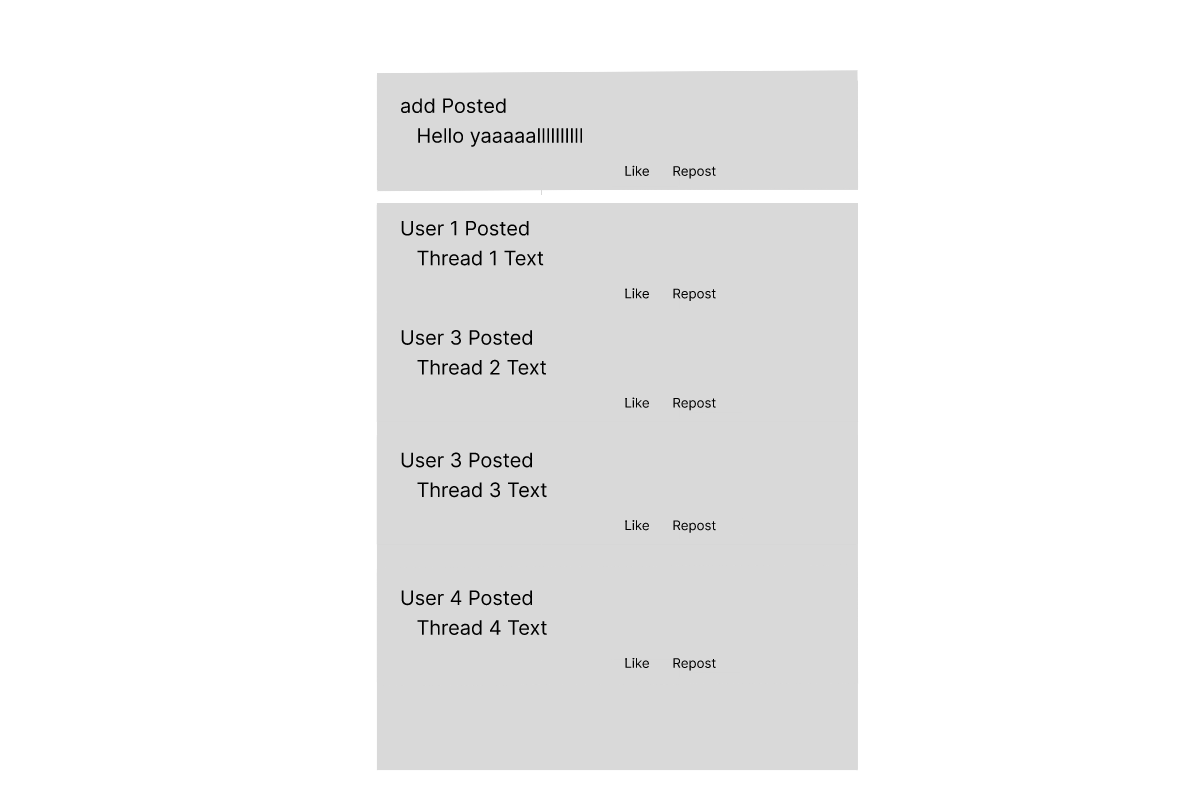 add Posted
Hello yaaaaallllllllll
Like Repost
User 1 Posted
Thread 1 Text
Like Repost
User 3 Posted
Thread 2 Text
Like Repost
User 3 Posted
Thread 3 Text
Like Repost
User 4 Posted
Thread 4 Text
Like Repost